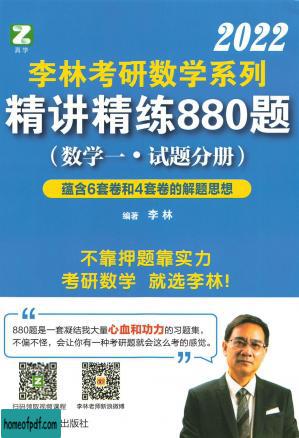 真学
2022
李林考研数学系列
精讲精练880题
（数学一·试题分册）
蕴含6套卷和4套卷的解题思想
编著 李林
不靠押题靠实力
考研数学 就选李林！
880题是一套凝结我大量心血和功力的习题集，
不偏不怪，会让你有一种考研题就会这么考的感觉。
扫码领取视频课程
李林老师新浪微博
出版社
homeofpdf.com